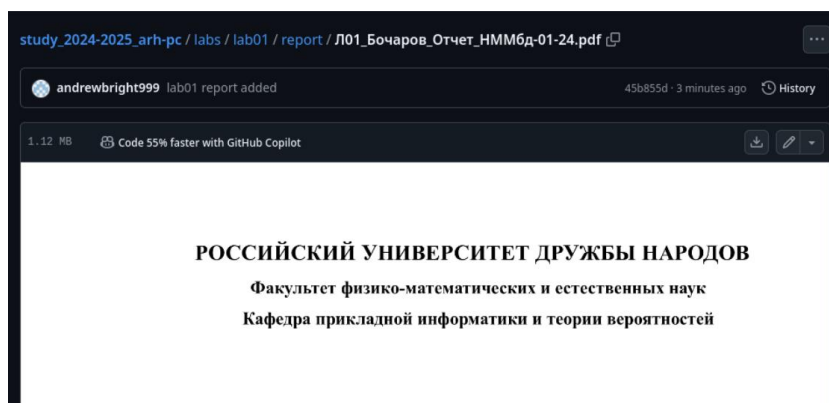 study_2024-2025_arh-pc / labs / lab01 / report / Л01_Бочаров_Отчет_НММбд-01-24.pdf
andrewbright999 lab01 report added 45b855d · 3 minutes ago History
1.12 MB Code 55% faster with GitHub Copilot
РОССИЙСКИЙ УНИВЕРСИТЕТ ДРУЖБЫ НАРОДОВ
Факультет физико-математических и естественных наук
Кафедра прикладной информатики и теории вероятностей